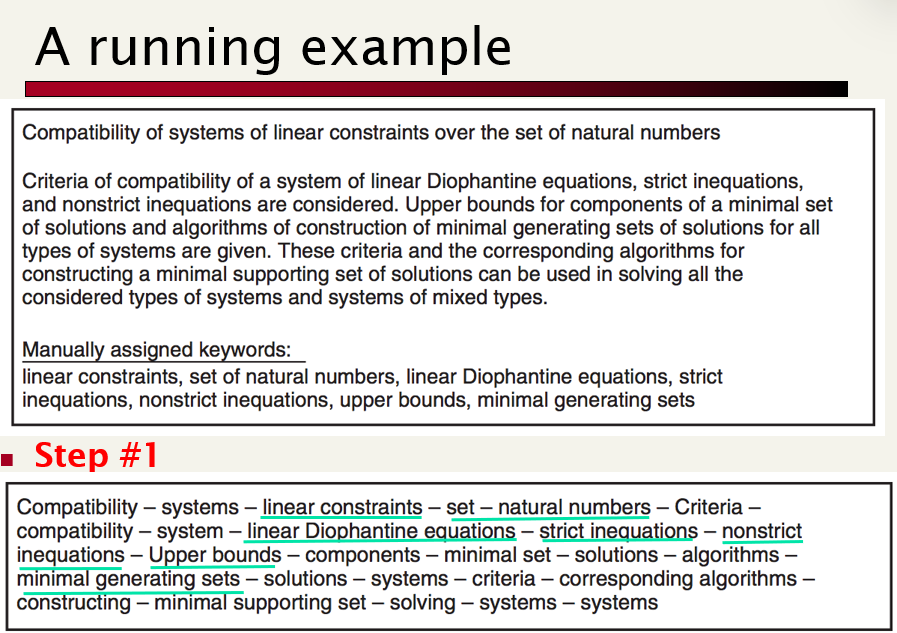 A running example
Compatibility of systems of linear constraints over the set of natural numbers
Criteria of compatibility of a system of linear Diophantine equations, strict inequations,
and nonstrict inequations are considered. Upper bounds for components of a minimal set
of solutions and algorithms of construction of minimal generating sets of solutions for all
types of systems are given. These criteria and the corresponding algorithms for
constructing a minimal supporting set of solutions can be used in solving all the
considered types of systems and systems of mixed types.
Manually assigned keywords:
linear constraints, set of natural numbers, linear Diophantine equations, strict
inequations, nonstrict inequations, upper bounds, minimal generating sets
Step #1
Compatibility – systems – linear constraints – set – natural numbers – Criteria –
compatibility – system – linear Diophantine equations – strict inequations – nonstrict
inequations – Upper bounds – components – minimal set – solutions – algorithms –
minimal generating sets – solutions – systems – criteria – corresponding algorithms –
constructing – minimal supporting set – solving – systems – systems